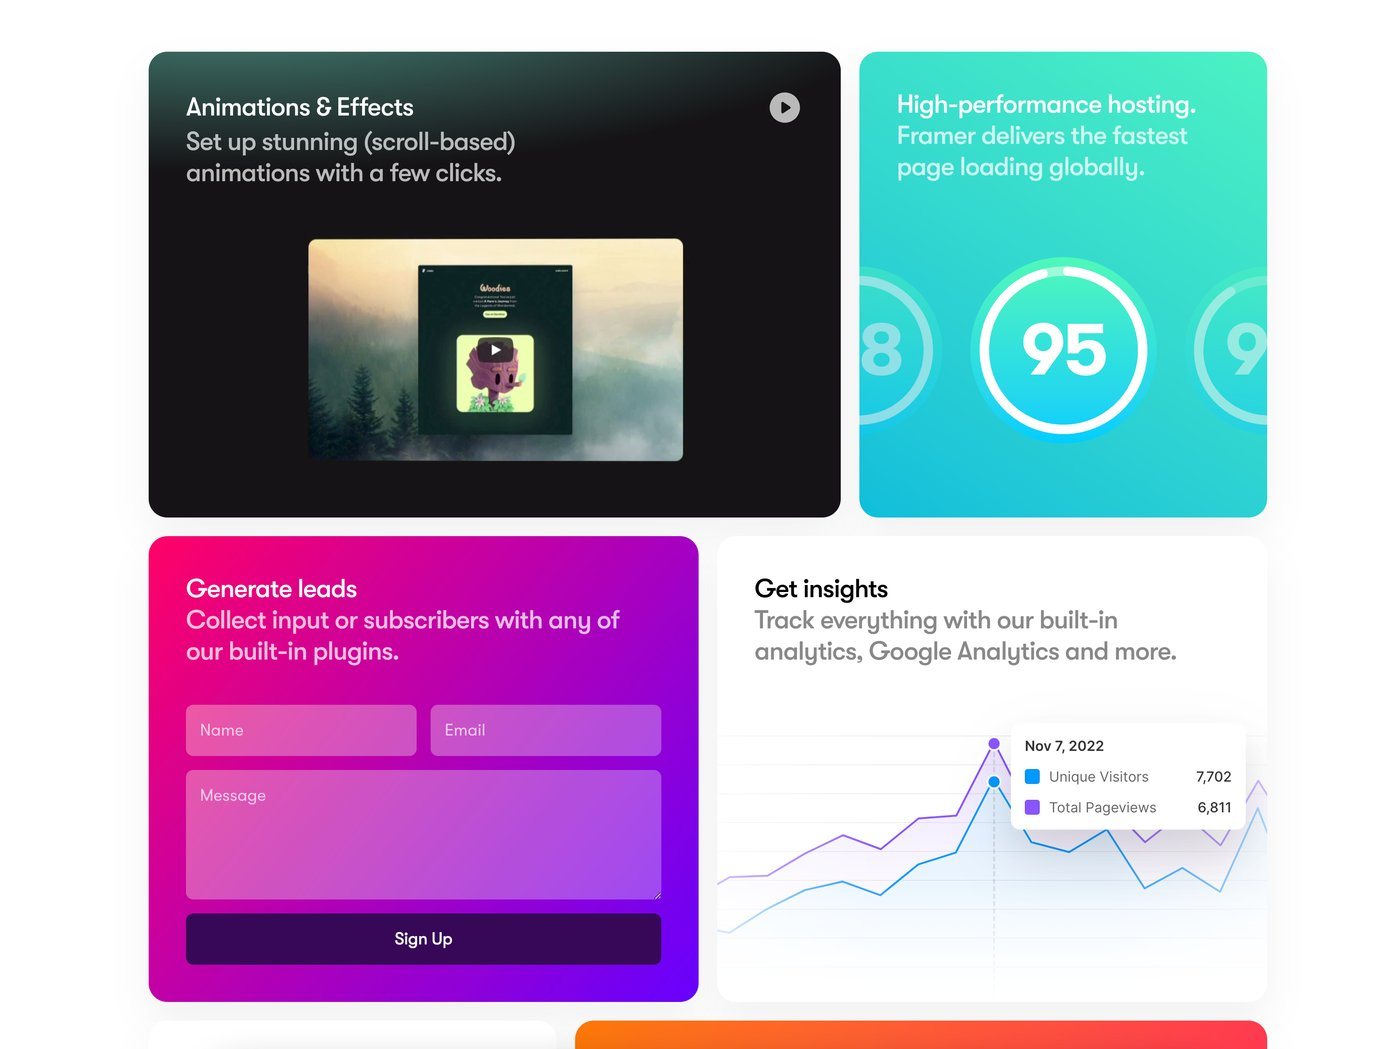 Animations & Effects
Set up stunning (scroll-based)
animations with a few clicks.
Woodies
High-performance hosting.
Framer delivers the fastest
page loading globally.
8
95
9
Generate leads
Collect input or subscribers with any of
our built-in plugins.
Name
Email
Message
Sign Up
Get insights
Track everything with our built-in
analytics, Google Analytics and more.
Nov 7, 2022
Unique Visitors 7,702
Total Pageviews 6,811